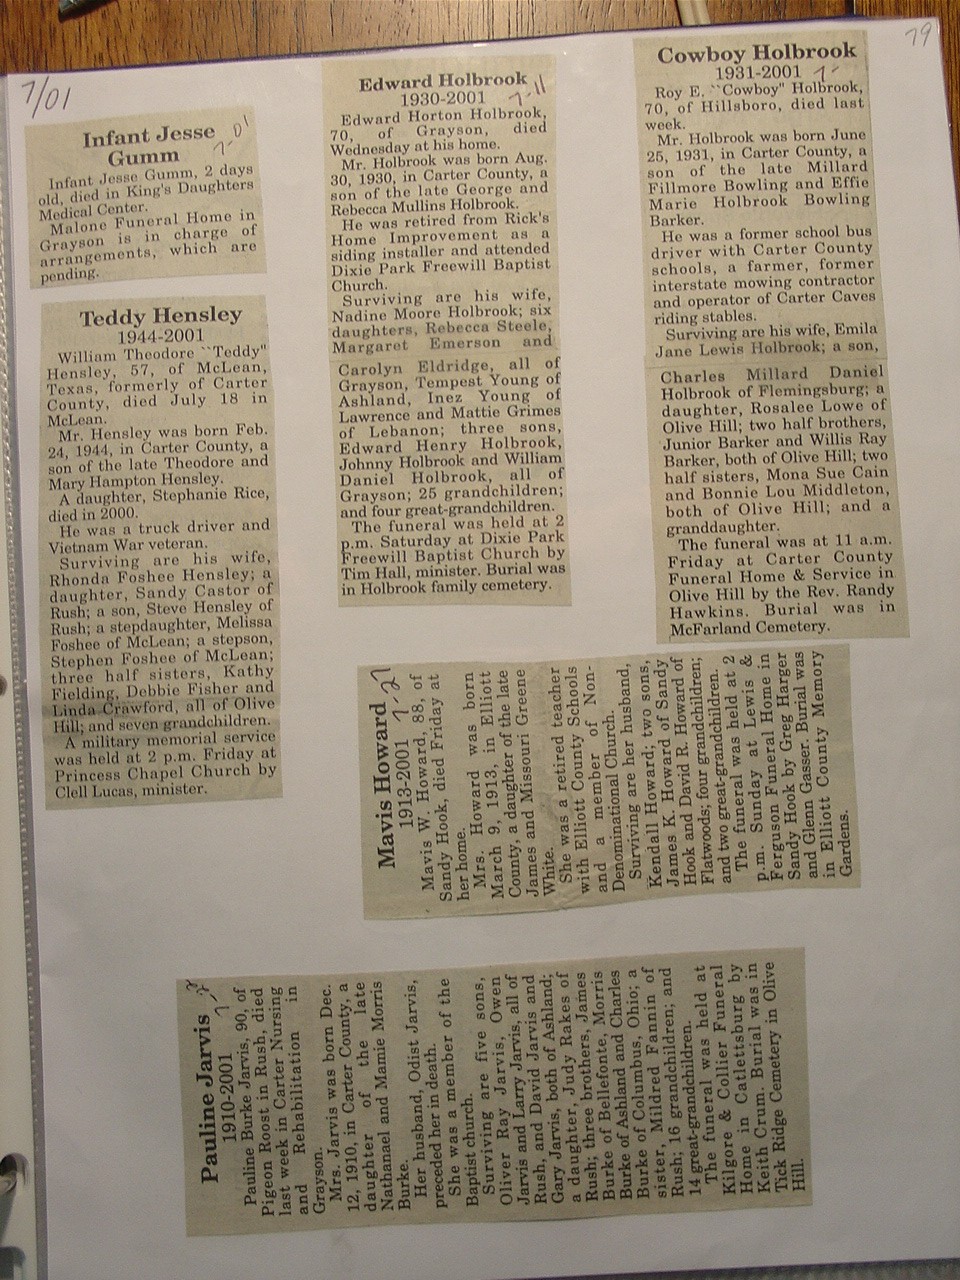 7/01
79
Infant Jesse
Gumm
7-01
Infant Jesse Gumm, 2 days
old, died in King's Daughters
Medical Center.
Malone Funeral Home in
Grayson is in charge of
arrangements, which are
pending.
Teddy Hensley
1944-2001
William Theodore ``Teddy"
Hensley, 57, of McLean,
Texas, formerly of Carter
County, died July 18 in
McLean.
Mr. Hensley was born Feb.
24, 1944, in Carter County, a
son of the late Theodore and
Mary Hampton Hensley.
A daughter, Stephanie Rice,
died in 2000.
He was a truck driver and
Vietnam War veteran.
Surviving are his wife,
Rhonda Foshee Hensley; a
daughter, Sandy Castor of
Rush; a son, Steve Hensley of
Rush; a stepdaughter, Melissa
Foshee of McLean; a stepson,
Stephen Foshee of McLean;
three half sisters, Kathy
Fielding, Debbie Fisher and
Linda Crawford, all of Olive
Hill; and seven grandchildren.
A military memorial service
was held at 2 p.m. Friday at
Princess Chapel Church by
Clell Lucas, minister.
Edward Holbrook
1930-2001 7-11
Edward Horton Holbrook,
70, of Grayson, died
Wednesday at his home.
Mr. Holbrook was born Aug.
30, 1930, in Carter County, a
son of the late George and
Rebecca Mullins Holbrook.
He was retired from Rick's
Home Improvement as a
siding installer and attended
Dixie Park Freewill Baptist
Church.
Surviving are his wife,
Nadine Moore Holbrook; six
daughters, Rebecca Steele,
Margaret Emerson and
Carolyn Eldridge, all of
Grayson, Tempest Young of
Ashland, Inez Young of
Lawrence and Mattie Grimes
of Lebanon; three sons,
Edward Henry Holbrook,
Johnny Holbrook and William
Daniel Holbrook, all of
Grayson; 25 grandchildren;
and four great-grandchildren.
The funeral was held at 2
p.m. Saturday at Dixie Park
Freewill Baptist Church by
Tim Hall, minister. Burial was
in Holbrook family cemetery.
Cowboy Holbrook
1931-2001 7-
Roy E. ``Cowboy" Holbrook,
70, of Hillsboro, died last
week.
Mr. Holbrook was born June
25, 1931, in Carter County, a
son of the late Millard
Fillmore Bowling and Effie
Marie Holbrook Bowling
Barker.
He was a former school bus
driver with Carter County
schools, a farmer, former
interstate mowing contractor
and operator of Carter Caves
riding stables.
Surviving are his wife, Emila
Jane Lewis Holbrook; a son,
Charles Millard Daniel
Holbrook of Flemingsburg; a
daughter, Rosalee Lowe of
Olive Hill; two half brothers,
Junior Barker and Willis Ray
Barker, both of Olive Hill; two
half sisters, Mona Sue Cain
and Bonnie Lou Middleton,
both of Olive Hill; and a
granddaughter.
The funeral was at 11 a.m.
Friday at Carter County
Funeral Home & Service in
Olive Hill by the Rev. Randy
Hawkins. Burial was in
McFarland Cemetery.
Mavis Howard
1913-2001 7-27
Mavis W. Howard, 88, of
Sandy Hook, died Friday at
her home.
Mrs. Howard was born
March 9, 1913, in Elliott
County, a daughter of the late
James and Missouri Greene
White.
She was a retired teacher
with Elliott County Schools
and a member of Non-
Denominational Church.
Surviving are her husband,
Kendall Howard; two sons,
James K. Howard of Sandy
Hook and David R. Howard of
Flatwoods; four grandchildren;
and two great-grandchildren.
The funeral was held at 2
p.m. Sunday at Lewis &
Ferguson Funeral Home in
Sandy Hook by Greg Harger
and Glenn Gasser. Burial was
in Elliott County Memory
Gardens.
Pauline Jarvis
1910-2001
Pauline Burke Jarvis, 90, of
Pigeon Roost in Rush, died
last week in Carter Nursing
and Rehabilitation in
Grayson.
Mrs. Jarvis was born Dec.
12, 1910, in Carter County, a
daughter of the late
Nathanael and Mamie Morris
Burke.
Her husband, Odist Jarvis,
preceded her in death.
She was a member of the
Baptist church.
Surviving are five sons,
Oliver Ray Jarvis, Owen
Jarvis and Larry Jarvis, all of
Rush, and David Jarvis and
Gary Jarvis, both of Ashland;
a daughter, Judy Rakes of
Rush; three brothers, James
Burke of Bellefonte, Morris
Burke of Ashland and Charles
Burke of Columbus, Ohio; a
sister, Mildred Fannin of
Rush; 16 grandchildren; and
14 great-grandchildren.
The funeral was held at
Kilgore & Collier Funeral
Home in Catlettsburg by
Keith Crum. Burial was in
Tick Ridge Cemetery in Olive
Hill.